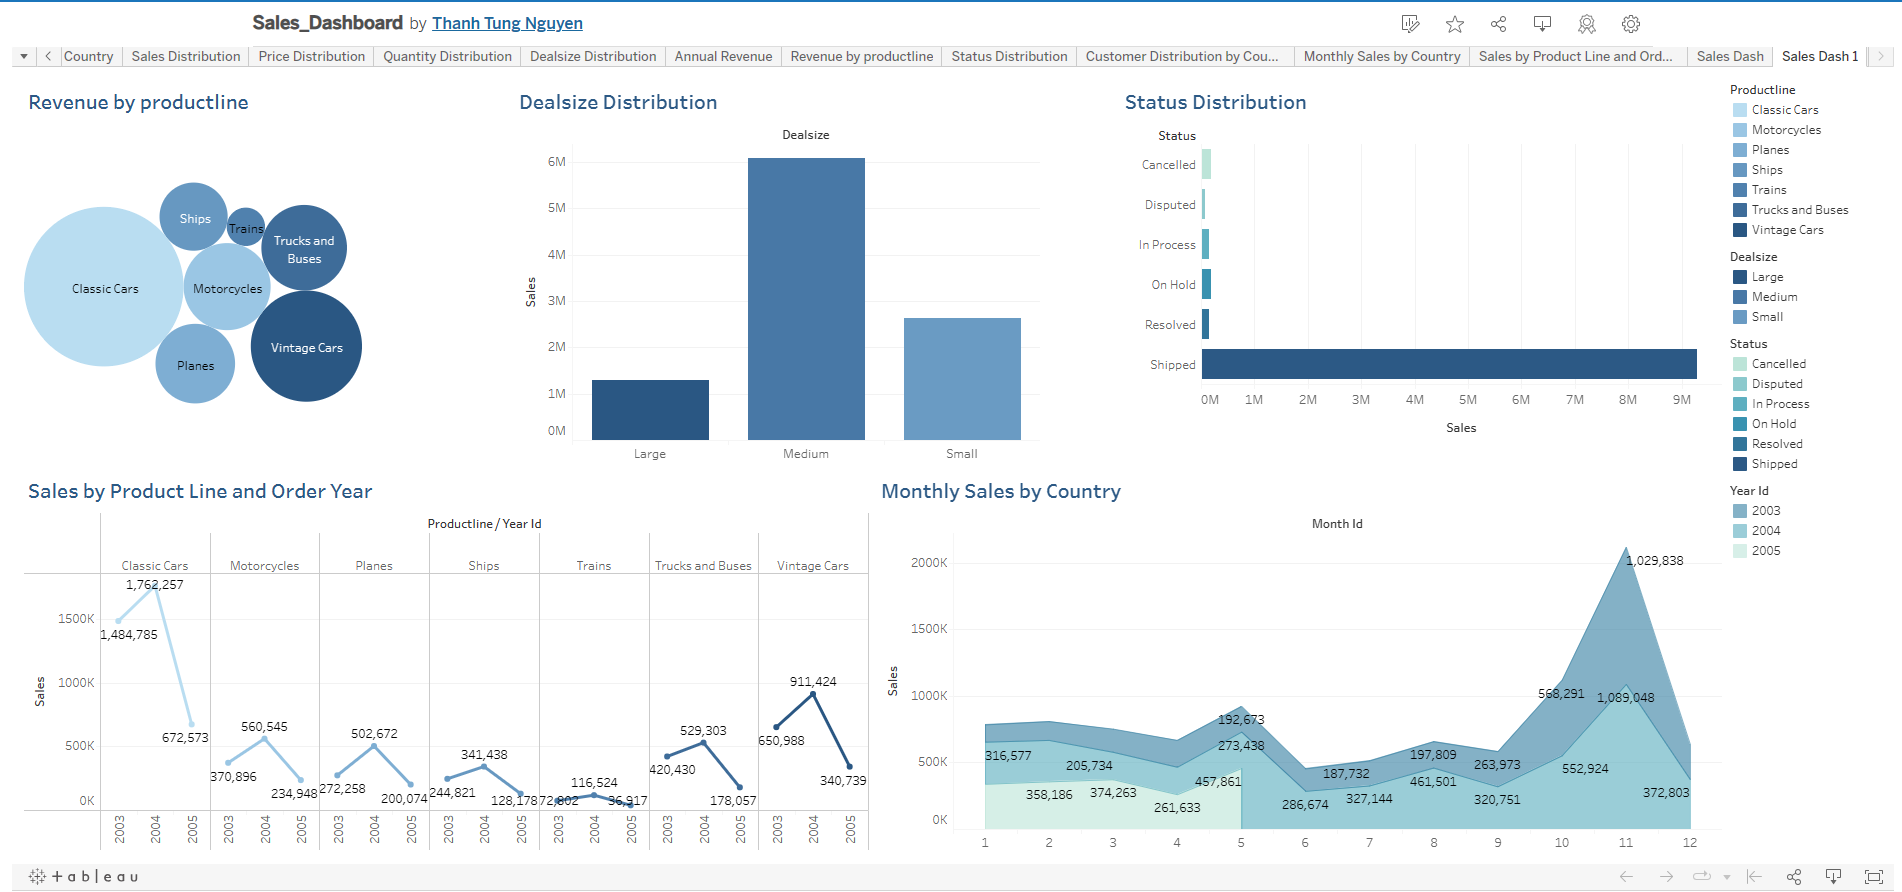 Sales_Dashboard by Thanh Tung Nguyen
Country
Sales Distribution
Price Distribution
Quantity Distribution
Dealsize Distribution
Annual Revenue
Revenue by productline
Status Distribution
Customer Distribution by Cou...
Monthly Sales by Country
Sales by Product Line and Ord...
Sales Dash
Sales Dash 1
Revenue by productline
Ships
Trains
Trucks and
Buses
Classic Cars
Motorcycles
Vintage Cars
Planes
Dealsize Distribution
Dealsize
Sales
6M
5M
4M
3M
2M
1M
0M
Large
Medium
Small
Status Distribution
Status
Cancelled
Disputed
In Process
On Hold
Resolved
Shipped
0M
1M
2M
3M
4M
5M
6M
7M
8M
9M
Sales
Productline
Classic Cars
Motorcycles
Planes
Ships
Trains
Trucks and Buses
Vintage Cars
Dealsize
Large
Medium
Small
Status
Cancelled
Disputed
In Process
On Hold
Resolved
Shipped
Year Id
2003
2004
2005
Sales by Product Line and Order Year
Productline / Year Id
Classic Cars
Motorcycles
Planes
Ships
Trains
Trucks and Buses
Vintage Cars
Sales
1500K
1000K
500K
0K
1,762,257
1,484,785
672,573
560,545
370,896
234,948
502,672
272,258
200,074
341,438
244,821
128,178
116,524
72,802
36,917
529,303
420,430
178,057
911,424
650,988
340,739
2003
2004
2005
2003
2004
2005
2003
2004
2005
2003
2004
2005
2003
2004
2005
2003
2004
2005
2003
2004
2005
Monthly Sales by Country
Month Id
Sales
2000K
1500K
1000K
500K
0K
1,029,838
568,291
1,089,048
192,673
273,438
316,577
205,734
457,861
358,186
374,263
261,633
187,732
286,674
327,144
197,809
461,501
263,973
320,751
552,924
372,803
1
2
3
4
5
6
7
8
9
10
11
12
+ a b l e a u